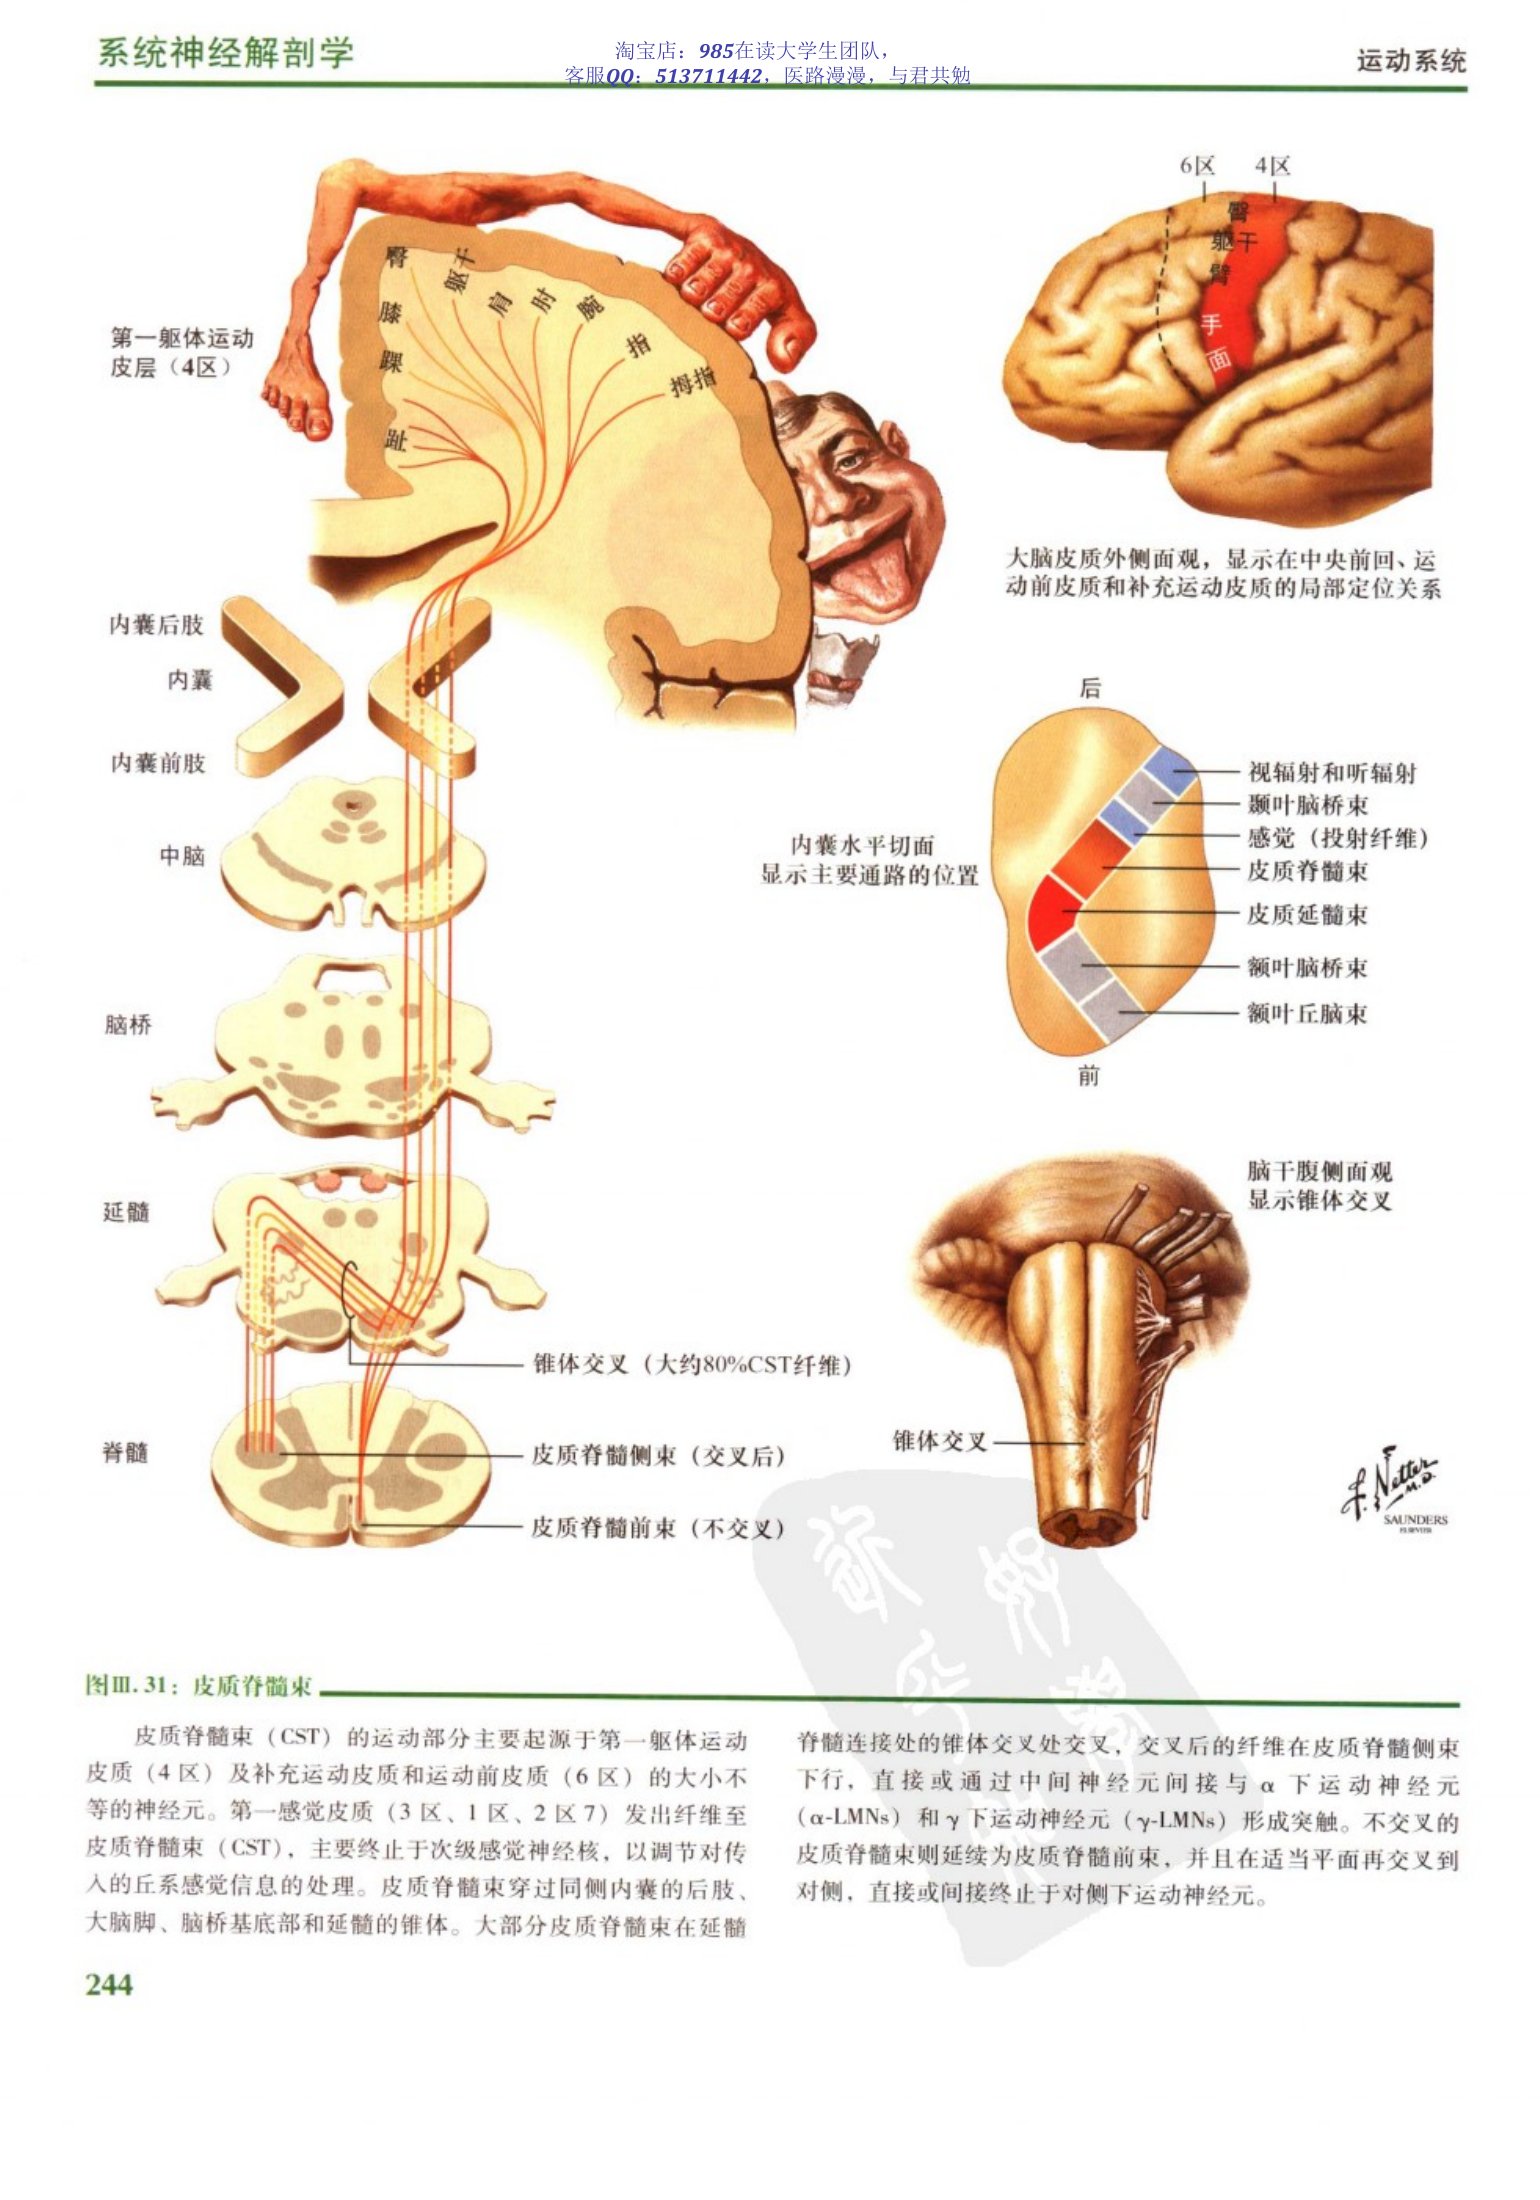 系统神经解剖学
淘宝店：985在读大学生团队，
客服QQ：513711442，医路漫漫，与君共勉
运动系统
第一躯体运动
皮层（4区）
臀
躯干
肩
肘
腕
指
拇指
膝
踝
趾
6区
4区
臀
躯干
臂
手
面
大脑皮质外侧面观，显示在中央前回、运
动前皮质和补充运动皮质的局部定位关系
内囊后肢
内囊
内囊前肢
中脑
脑桥
延髓
脊髓
锥体交叉（大约80%CST纤维）
皮质脊髓侧束（交叉后）
皮质脊髓前束（不交叉）
内囊水平切面
显示主要通路的位置
后
视辐射和听辐射
颞叶脑桥束
感觉（投射纤维）
皮质脊髓束
皮质延髓束
额叶脑桥束
额叶丘脑束
前
脑干腹侧面观
显示锥体交叉
锥体交叉
F. Netter
M.D.
SAUNDERS
ELSEVIER
图Ⅲ.31：皮质脊髓束
皮质脊髓束（CST）的运动部分主要起源于第一躯体运动
皮质（4 区）及补充运动皮质和运动前皮质（6 区）的大小不
等的神经元。第一感觉皮质（3 区、1 区、2 区7）发出纤维至
皮质脊髓束（CST），主要终止于次级感觉神经核，以调节对传
入的丘系感觉信息的处理。皮质脊髓束穿过同侧内囊的后肢、
大脑脚、脑桥基底部和延髓的锥体。大部分皮质脊髓束在延髓
脊髓连接处的锥体交叉处交叉，交叉后的纤维在皮质脊髓侧束
下行，直接或通过中间神经元间接与 α 下运动神经元
（α-LMNs）和 γ 下运动神经元（γ-LMNs）形成突触。不交叉的
皮质脊髓束则延续为皮质脊髓前束，并且在适当平面再交叉到
对侧，直接或间接终止于对侧下运动神经元。
244